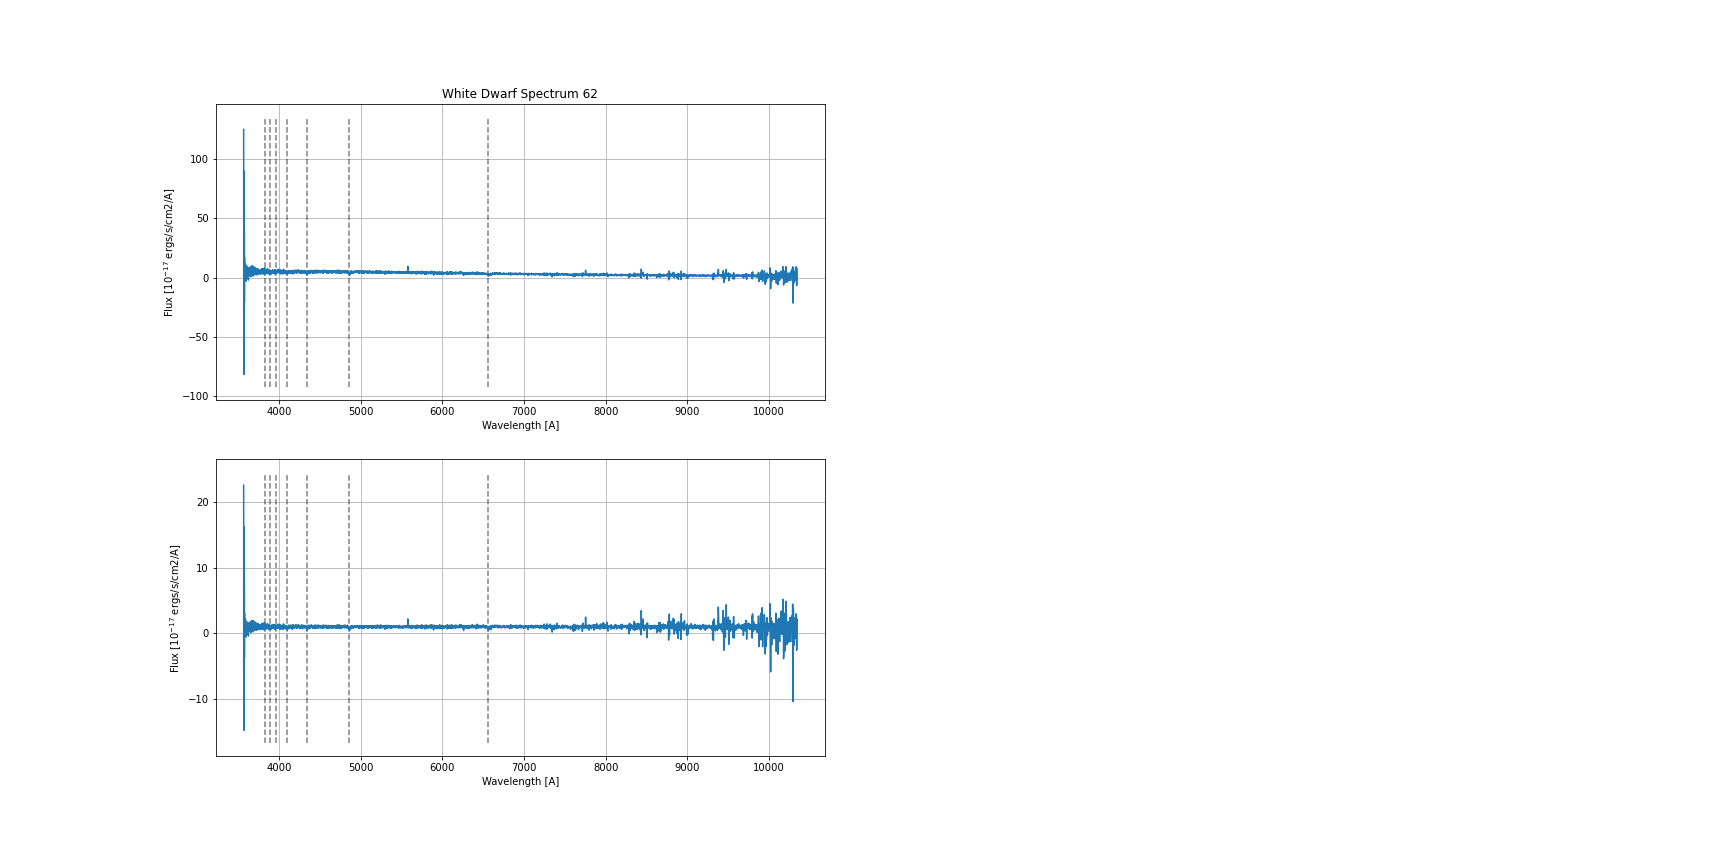 White Dwarf Spectrum 62
100
50
0
−50
−100
Flux [10⁻¹⁷ ergs/s/cm2/A]
4000 5000 6000 7000 8000 9000 10000
Wavelength [A]
20
10
0
−10
Flux [10⁻¹⁷ ergs/s/cm2/A]
4000 5000 6000 7000 8000 9000 10000
Wavelength [A]